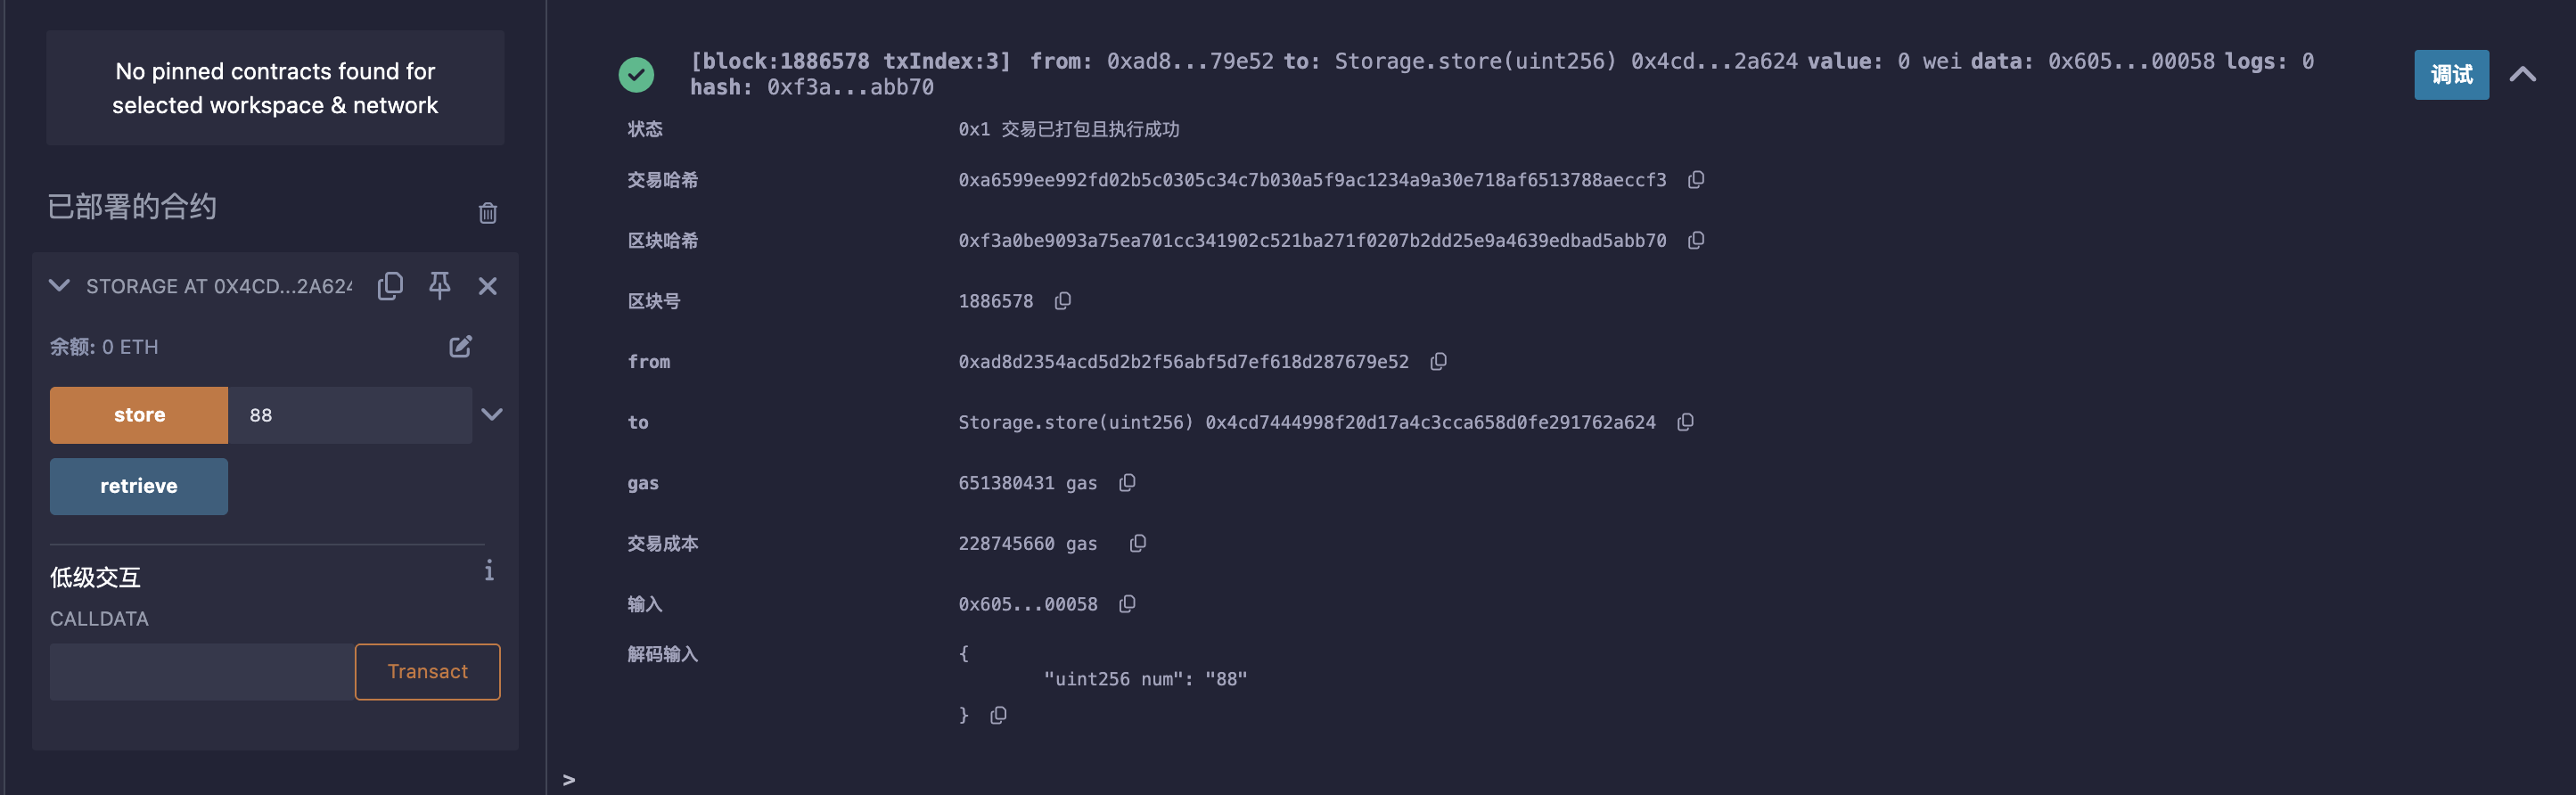 No pinned contracts found for
selected workspace & network
已部署的合约
STORAGE AT 0X4CD...2A624
余额: 0 ETH
store 88
retrieve
低级交互
CALLDATA
Transact
[block:1886578 txIndex:3] from: 0xad8...79e52 to: Storage.store(uint256) 0x4cd...2a624 value: 0 wei data: 0x605...00058 logs: 0
hash: 0xf3a...abb70
调试
状态 0x1 交易已打包且执行成功
交易哈希 0xa6599ee992fd02b5c0305c34c7b030a5f9ac1234a9a30e718af6513788aeccf3
区块哈希 0xf3a0be9093a75ea701cc341902c521ba271f0207b2dd25e9a4639edbad5abb70
区块号 1886578
from 0xad8d2354acd5d2b2f56abf5d7ef618d287679e52
to Storage.store(uint256) 0x4cd7444998f20d17a4c3cca658d0fe291762a624
gas 651380431 gas
交易成本 228745660 gas
输入 0x605...00058
解码输入 {
"uint256 num": "88"
}
>